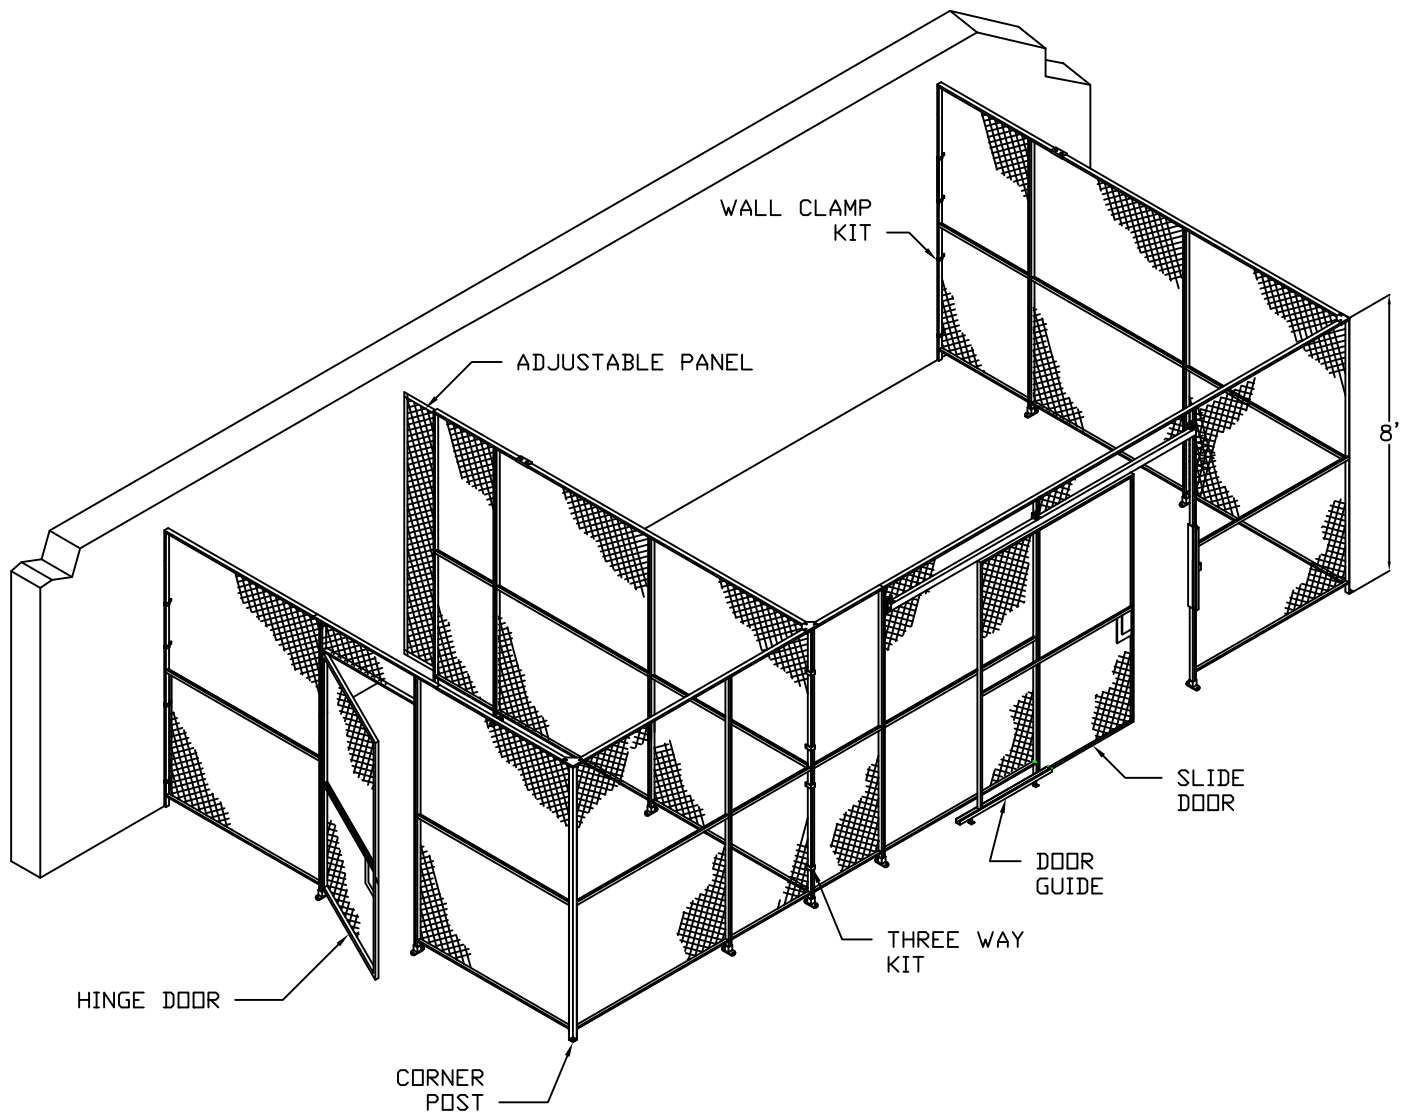 WALL CLAMP
KIT
ADJUSTABLE PANEL
8'
SLIDE
DOOR
DOOR
GUIDE
THREE WAY
KIT
HINGE DOOR
CORNER
POST